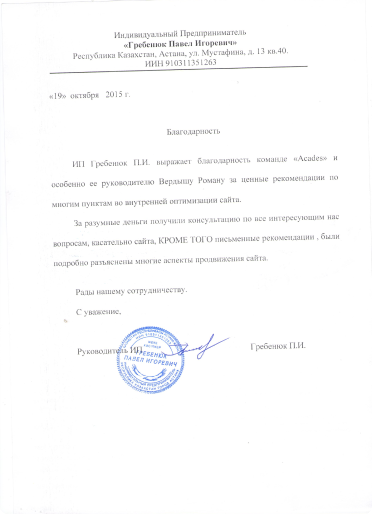 Индивидуальный Предприниматель
«Гребенюк Павел Игоревич»
Республика Казахстан, Астана, ул. Мустафина, д. 13 кв.40.
ИИН 910311351263
«19» октября 2015 г.
Благодарность
ИП Гребенюк П.И. выражает благодарность команде «Acades» и
особенно ее руководителю Вердышу Роману за ценные рекомендации по
многим пунктам во внутренней оптимизации сайта.
За разумные деньги получили консультацию по все интересующим нас
вопросам, касательно сайта, КРОМЕ ТОГО письменные рекомендации , были
подробно разъяснены многие аспекты продвижения сайта.
Рады нашему сотрудничеству.
С уважение,
Руководитель ИП
Гребенюк П.И.
ГРЕБЕНЮК
ПАВЕЛ ИГОРЕВИЧ